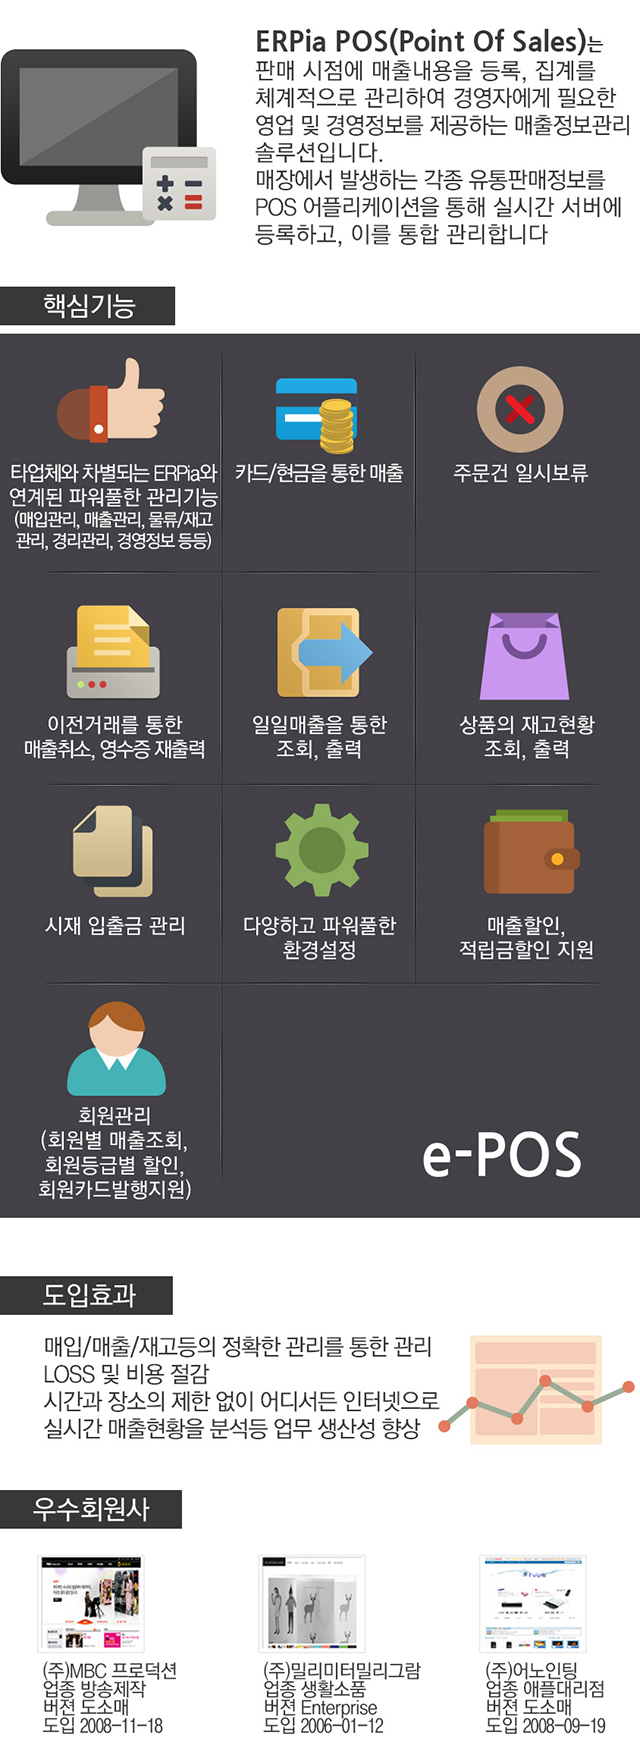 ERPia POS(Point Of Sales)는
판매 시점에 매출내용을 등록, 집계를
체계적으로 관리하여 경영자에게 필요한
영업 및 경영정보를 제공하는 매출정보관리
솔루션입니다.
매장에서 발생하는 각종 유통판매정보를
POS 어플리케이션을 통해 실시간 서버에
등록하고, 이를 통합 관리합니다
핵심기능
타업체와 차별되는 ERPia와
연계된 파워풀한 관리기능
(매입관리, 매출관리, 물류/재고
관리, 경리관리, 경영정보 등등)
카드/현금을 통한 매출
주문건 일시보류
이전거래를 통한
매출취소, 영수증 재출력
일일매출을 통한
조회, 출력
상품의 재고현황
조회, 출력
시재 입출금 관리
다양하고 파워풀한
환경설정
매출할인,
적립금할인 지원
회원관리
(회원별 매출조회,
회원등급별 할인,
회원카드발행지원)
e-POS
도입효과
매입/매출/재고등의 정확한 관리를 통한 관리
LOSS 및 비용 절감
시간과 장소의 제한 없이 어디서든 인터넷으로
실시간 매출현황을 분석등 업무 생산성 향상
우수회원사
(주)MBC 프로덕션
업종 방송제작
버젼 도소매
도입 2008-11-18
(주)밀리미터밀리그람
업종 생활소품
버젼 Enterprise
도입 2006-01-12
(주)어노인팅
업종 애플대리점
버젼 도소매
도입 2008-09-19